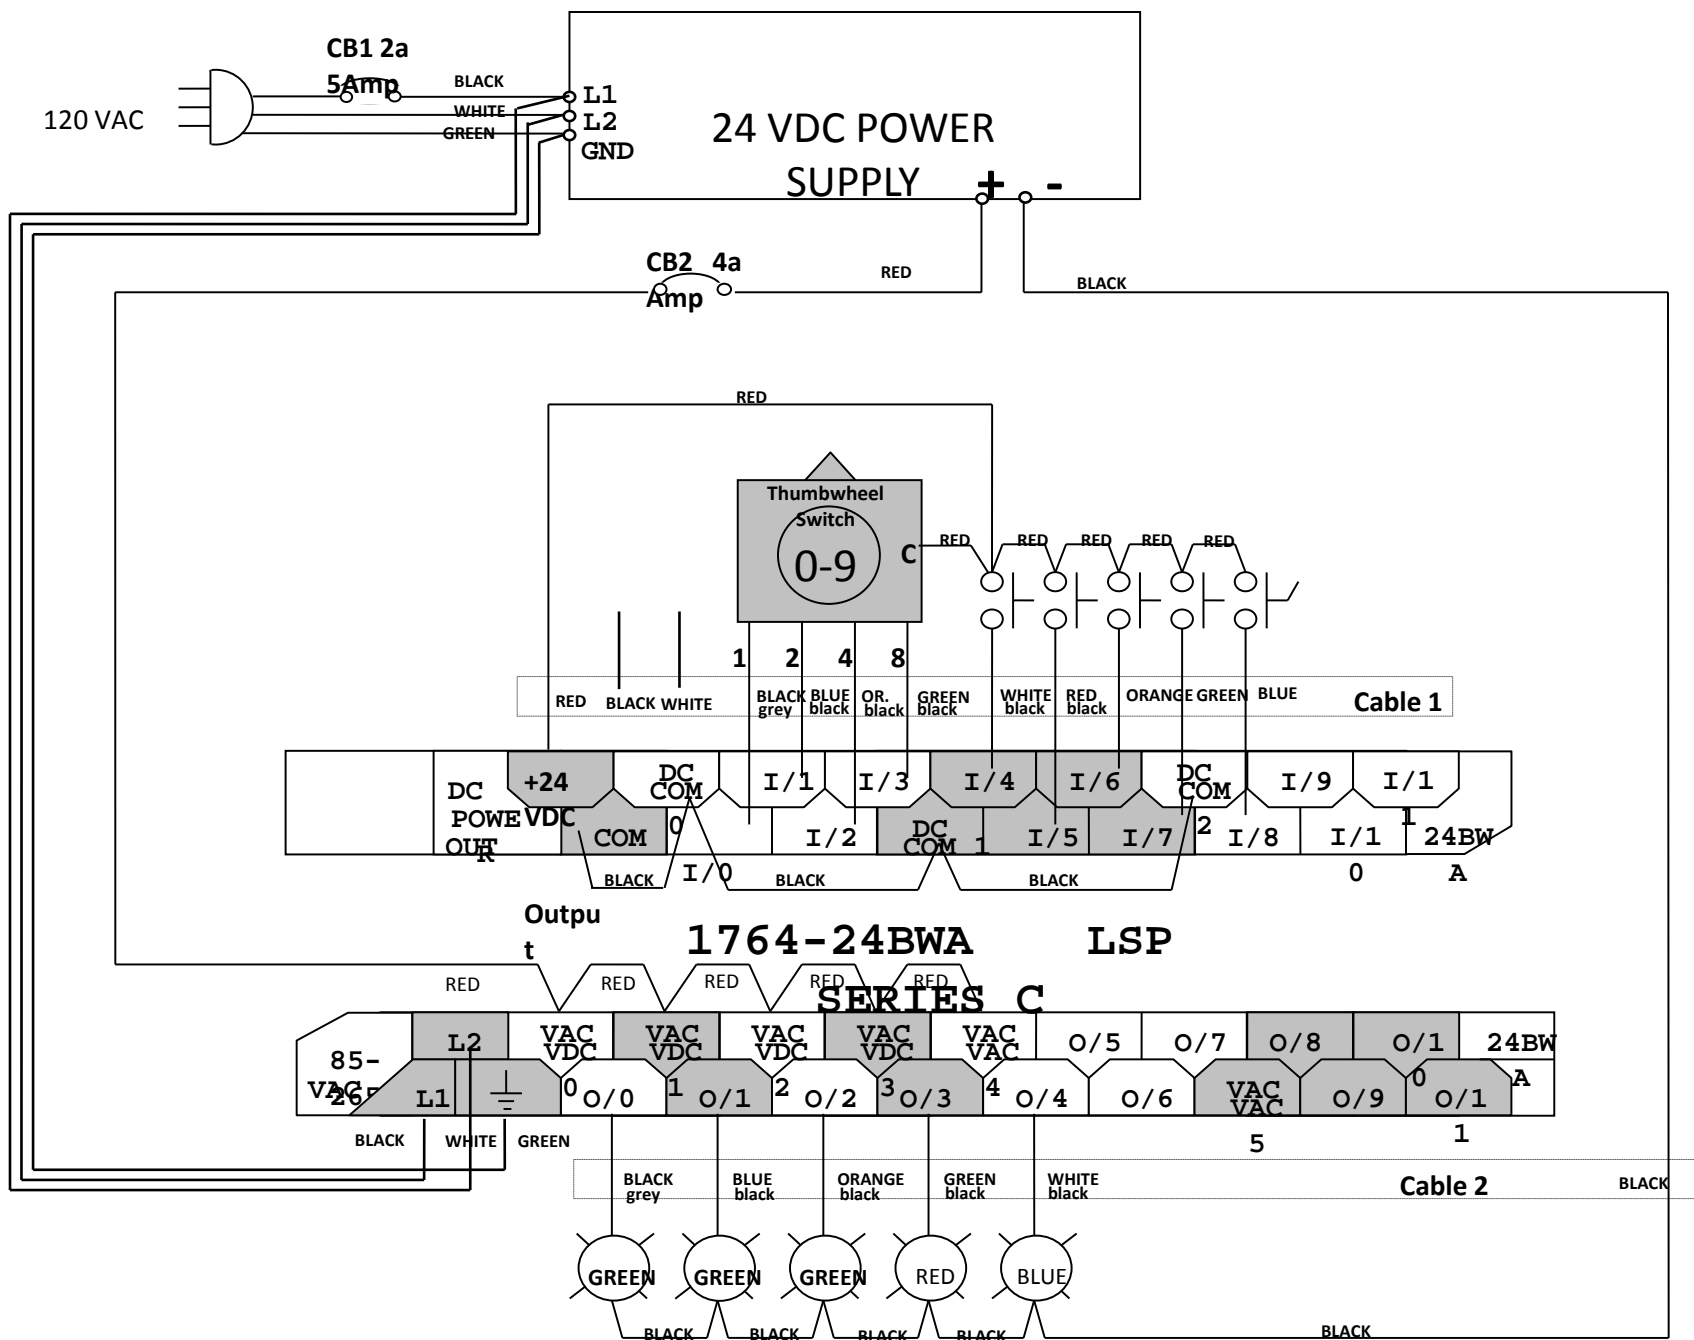 CB1 2a
5Amp
BLACK
WHITE
GREEN
120 VAC
L1
L2
GND
24 VDC POWER
SUPPLY
+ -
CB2 4a
Amp
RED
BLACK
RED
Thumbwheel
Switch
0-9
C
RED
RED
RED
RED
RED
1
2
4
8
RED
BLACK
WHITE
BLACK
grey
BLUE
black
OR.
black
GREEN
black
WHITE
black
RED
black
ORANGE
GREEN
BLUE
Cable 1
DC
POWE
R
OUT
+24
VDC
DC
COM
0
I/1
I/3
I/4
I/6
DC
COM
2
I/9
I/1
1
COM
I/0
I/2
DC
COM 1
I/5
I/7
I/8
I/1
0
24BW
A
BLACK
BLACK
BLACK
Outpu
t
1764-24BWA LSP
SERIES C
RED
RED
RED
RED
RED
85-
265
VAC
L2
VAC
VDC
0
VAC
VDC
1
VAC
VDC
2
VAC
VDC
3
VAC
VAC
4
O/5
O/7
O/8
O/1
0
24BW
A
L1
O/0
O/1
O/2
O/3
O/4
O/6
VAC
VAC
5
O/9
O/1
1
BLACK
WHITE
GREEN
BLACK
grey
BLUE
black
ORANGE
black
GREEN
black
WHITE
black
Cable 2
BLACK
GREEN
GREEN
GREEN
RED
BLUE
BLACK
BLACK
BLACK
BLACK
BLACK